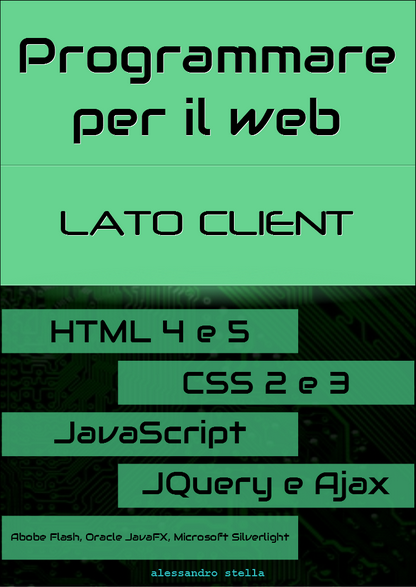 Programmare
per il web
LATO CLIENT
HTML 4 e 5
CSS 2 e 3
JavaScript
JQuery e Ajax
Abobe Flash, Oracle JavaFX, Microsoft Silverlight
alessandro stella